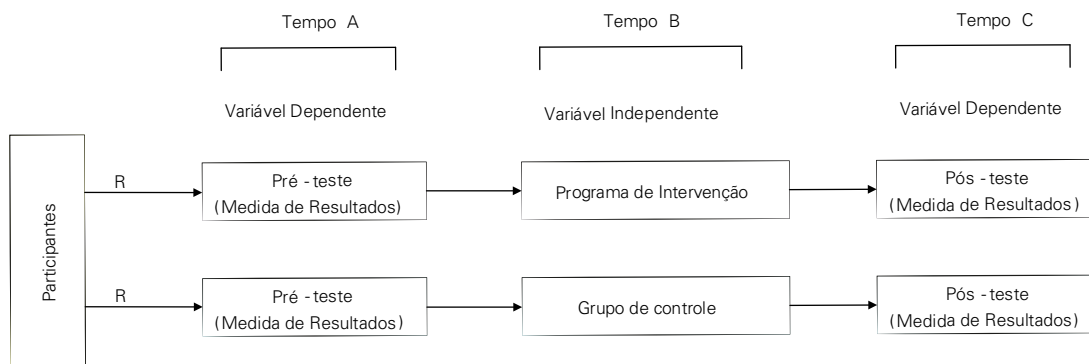 Tempo A
Tempo B
Tempo C
Variável Dependente
Variável Independente
Variável Dependente
Participantes
R
Pré - teste
(Medida de Resultados)
Programa de Intervenção
Pós - teste
(Medida de Resultados)
R
Pré - teste
(Medida de Resultados)
Grupo de controle
Pós - teste
(Medida de Resultados)